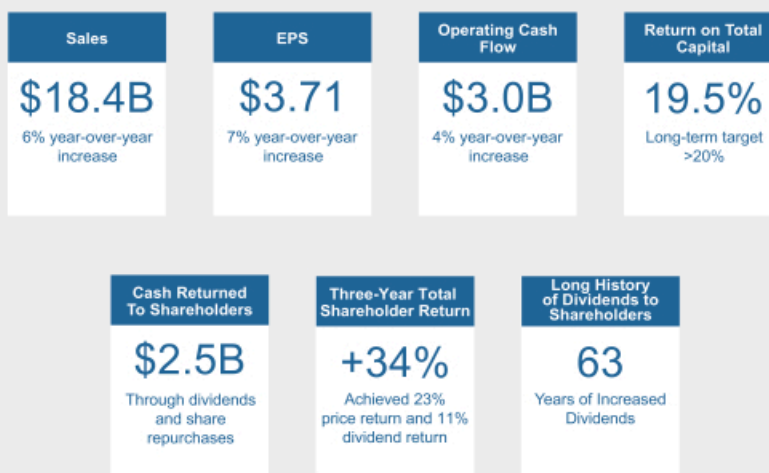 Sales
$18.4B
6% year-over-year
increase
EPS
$3.71
7% year-over-year
increase
Operating Cash
Flow
$3.0B
4% year-over-year
increase
Return on Total
Capital
19.5%
Long-term target
>20%
Cash Returned
To Shareholders
$2.5B
Through dividends
and share
repurchases
Three-Year Total
Shareholder Return
+34%
Achieved 23%
price return and 11%
dividend return
Long History
of Dividends to
Shareholders
63
Years of Increased
Dividends